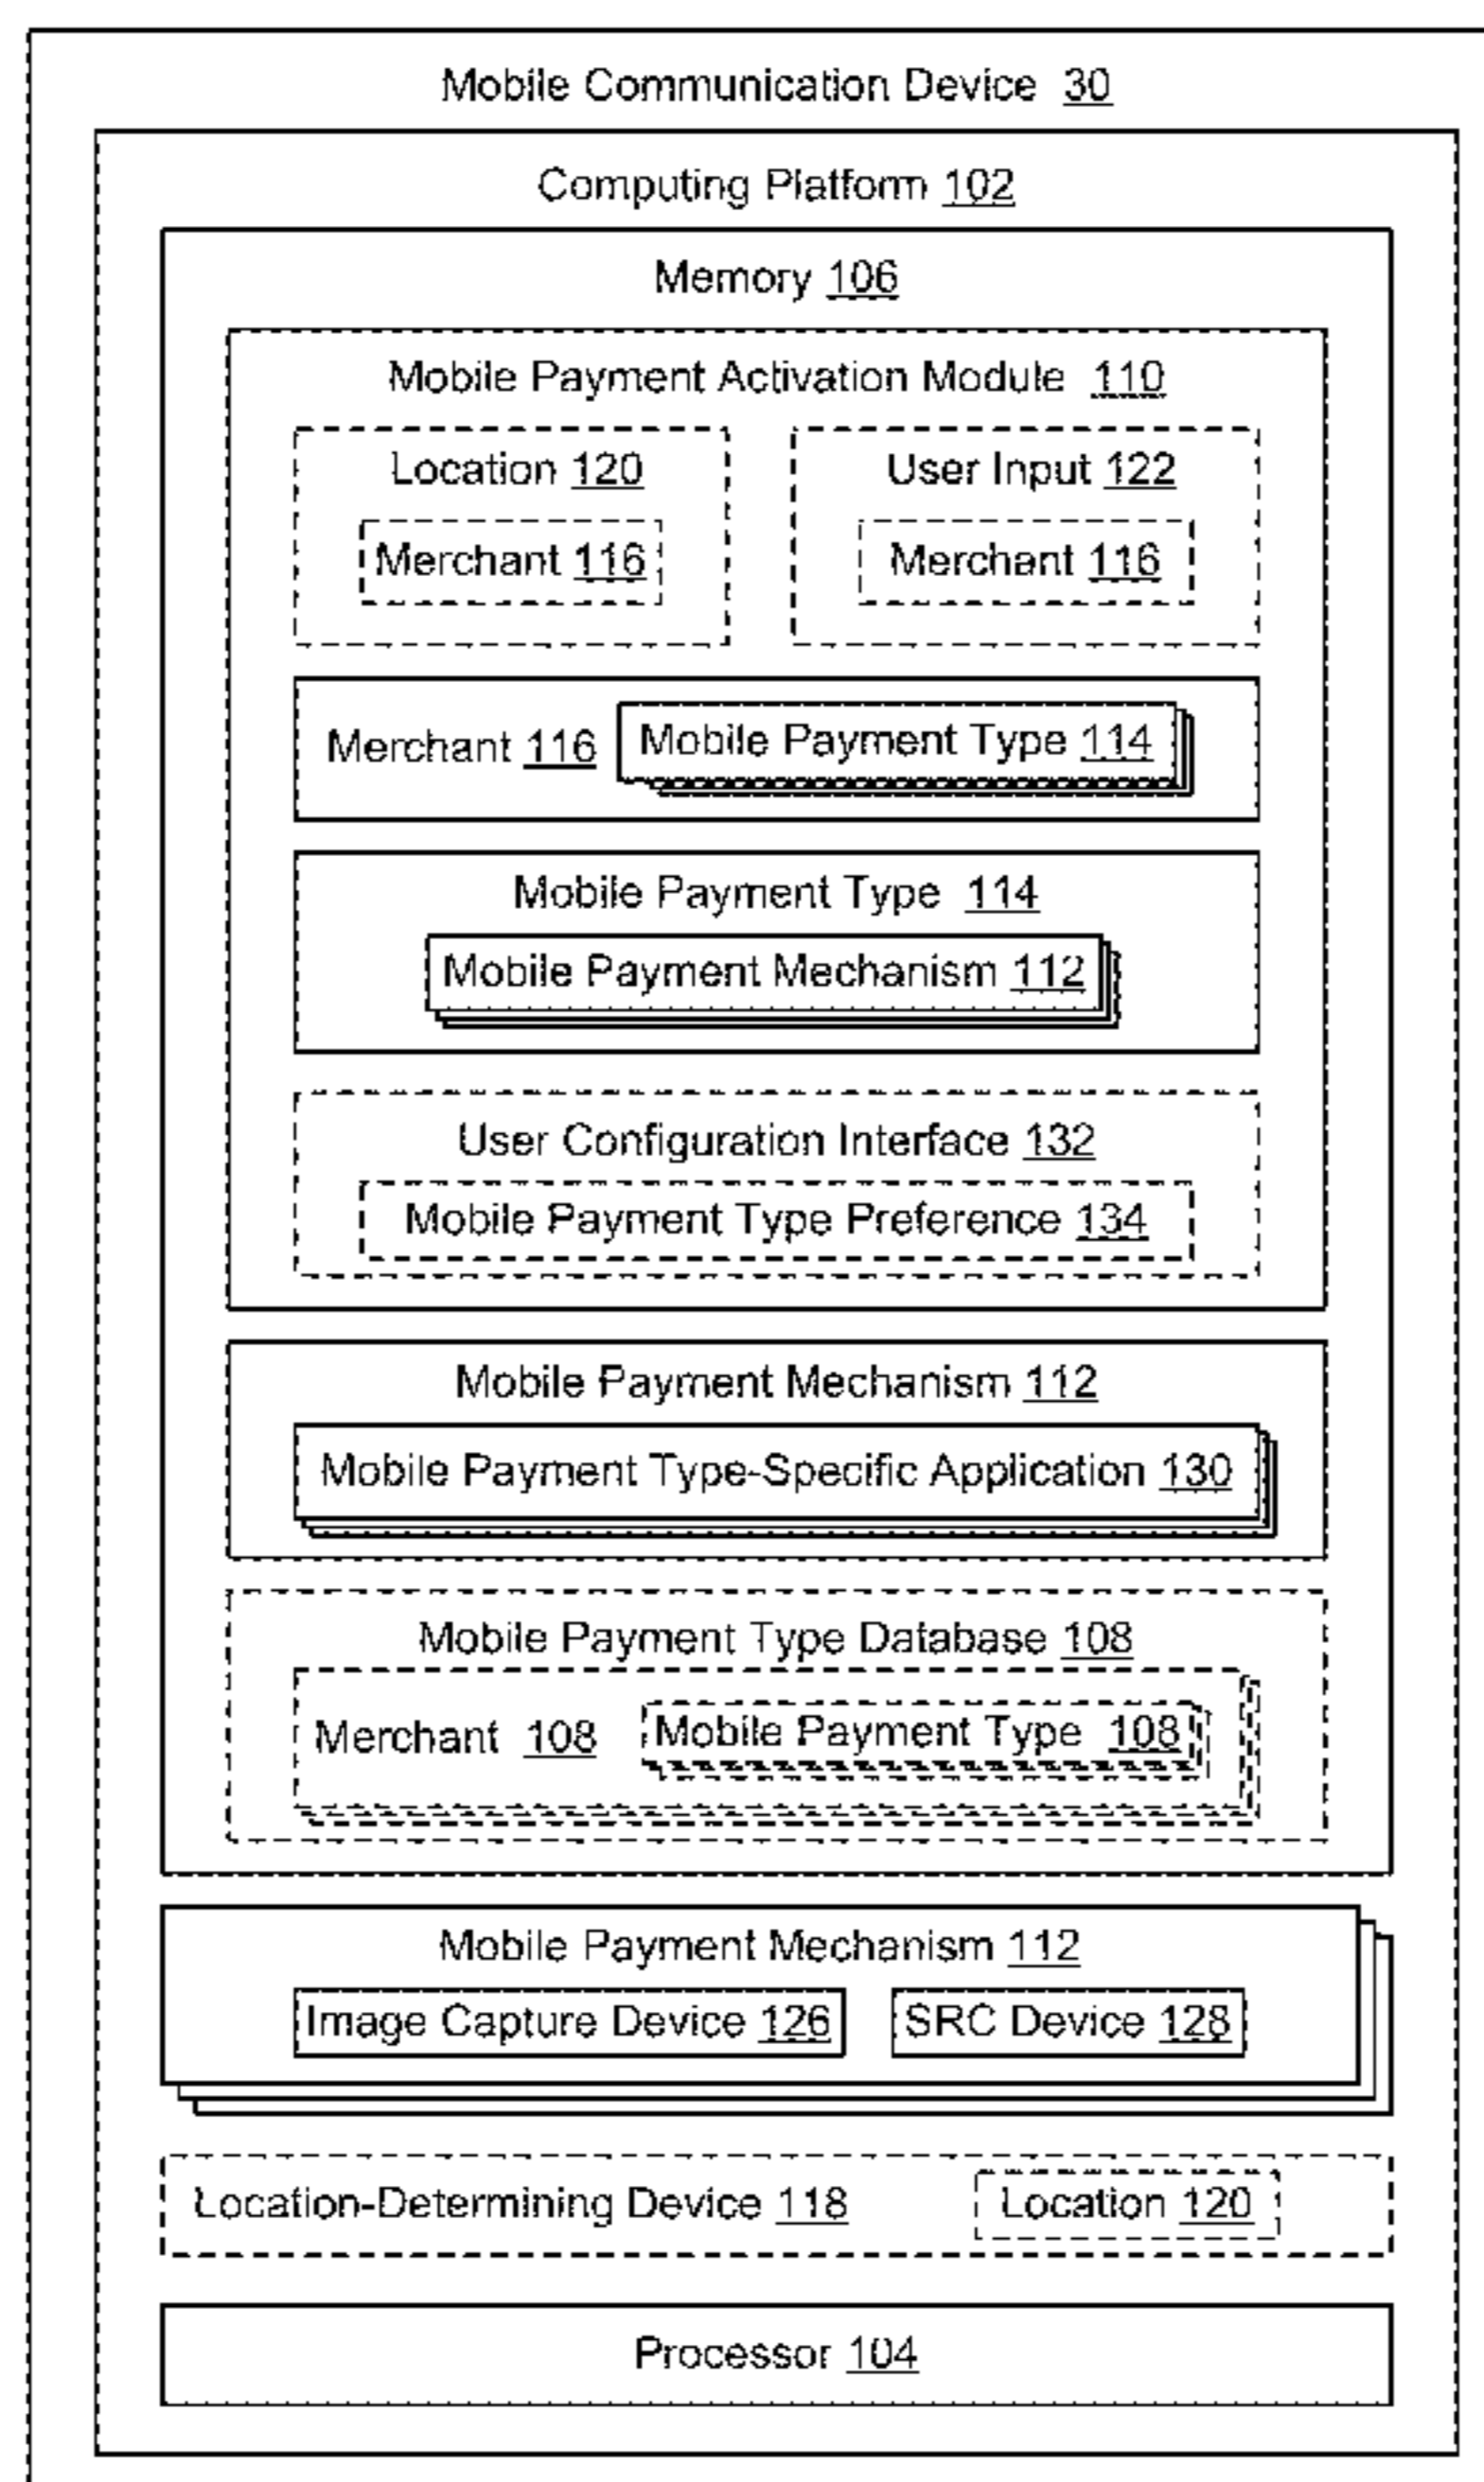 Mobile Communication Device 30
Computing Platform 102
Memory 106
Mobile Payment Activation Module 110
Location 120
User Input 122
Merchant 116
Merchant 116
Merchant 116
Mobile Payment Type 114
Mobile Payment Type 114
Mobile Payment Mechanism 112
User Configuration Interface 132
Mobile Payment Type Preference 134
Mobile Payment Mechanism 112
Mobile Payment Type-Specific Application 130
Mobile Payment Type Database 108
Merchant 108
Mobile Payment Type 108
Mobile Payment Mechanism 112
Image Capture Device 126
SRC Device 128
Location-Determining Device 118
Location 120
Processor 104